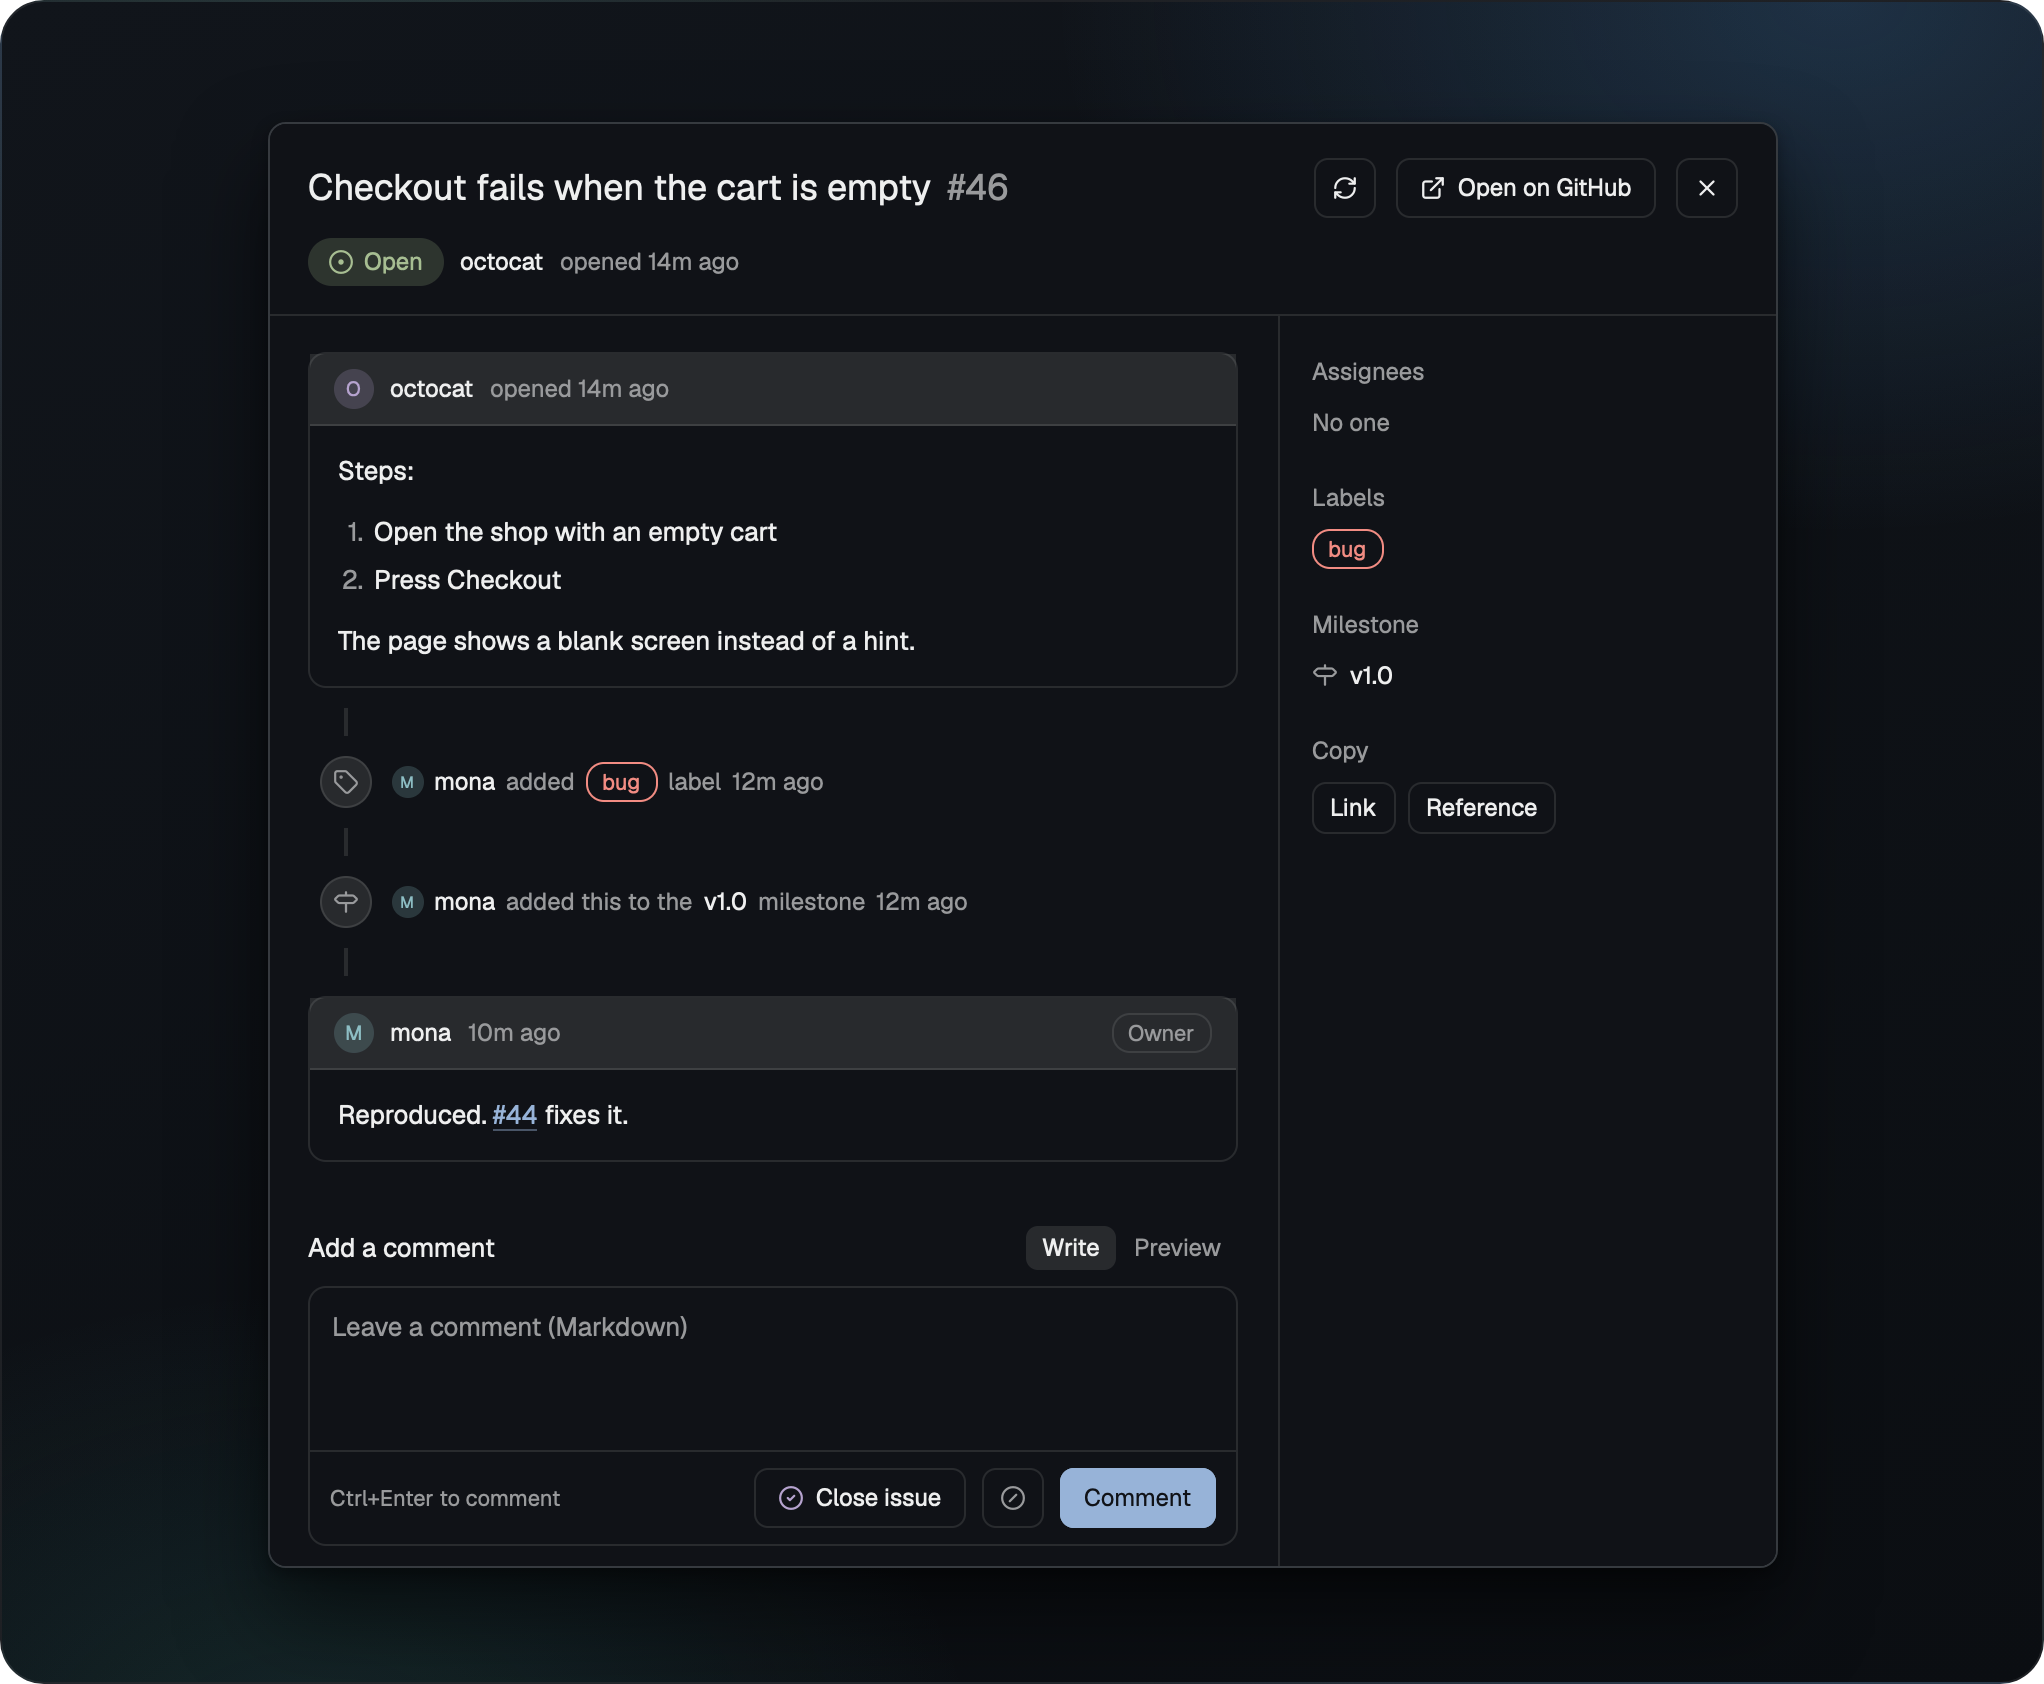 Checkout fails when the cart is empty #46
Open on GitHub
Open octocat opened 14m ago
O octocat opened 14m ago
Steps:
1. Open the shop with an empty cart
2. Press Checkout
The page shows a blank screen instead of a hint.
M mona added bug label 12m ago
M mona added this to the v1.0 milestone 12m ago
M mona 10m ago Owner
Reproduced. #44 fixes it.
Add a comment
Write Preview
Leave a comment (Markdown)
Ctrl+Enter to comment
Close issue
Comment
Assignees
No one
Labels
bug
Milestone
v1.0
Copy
Link Reference